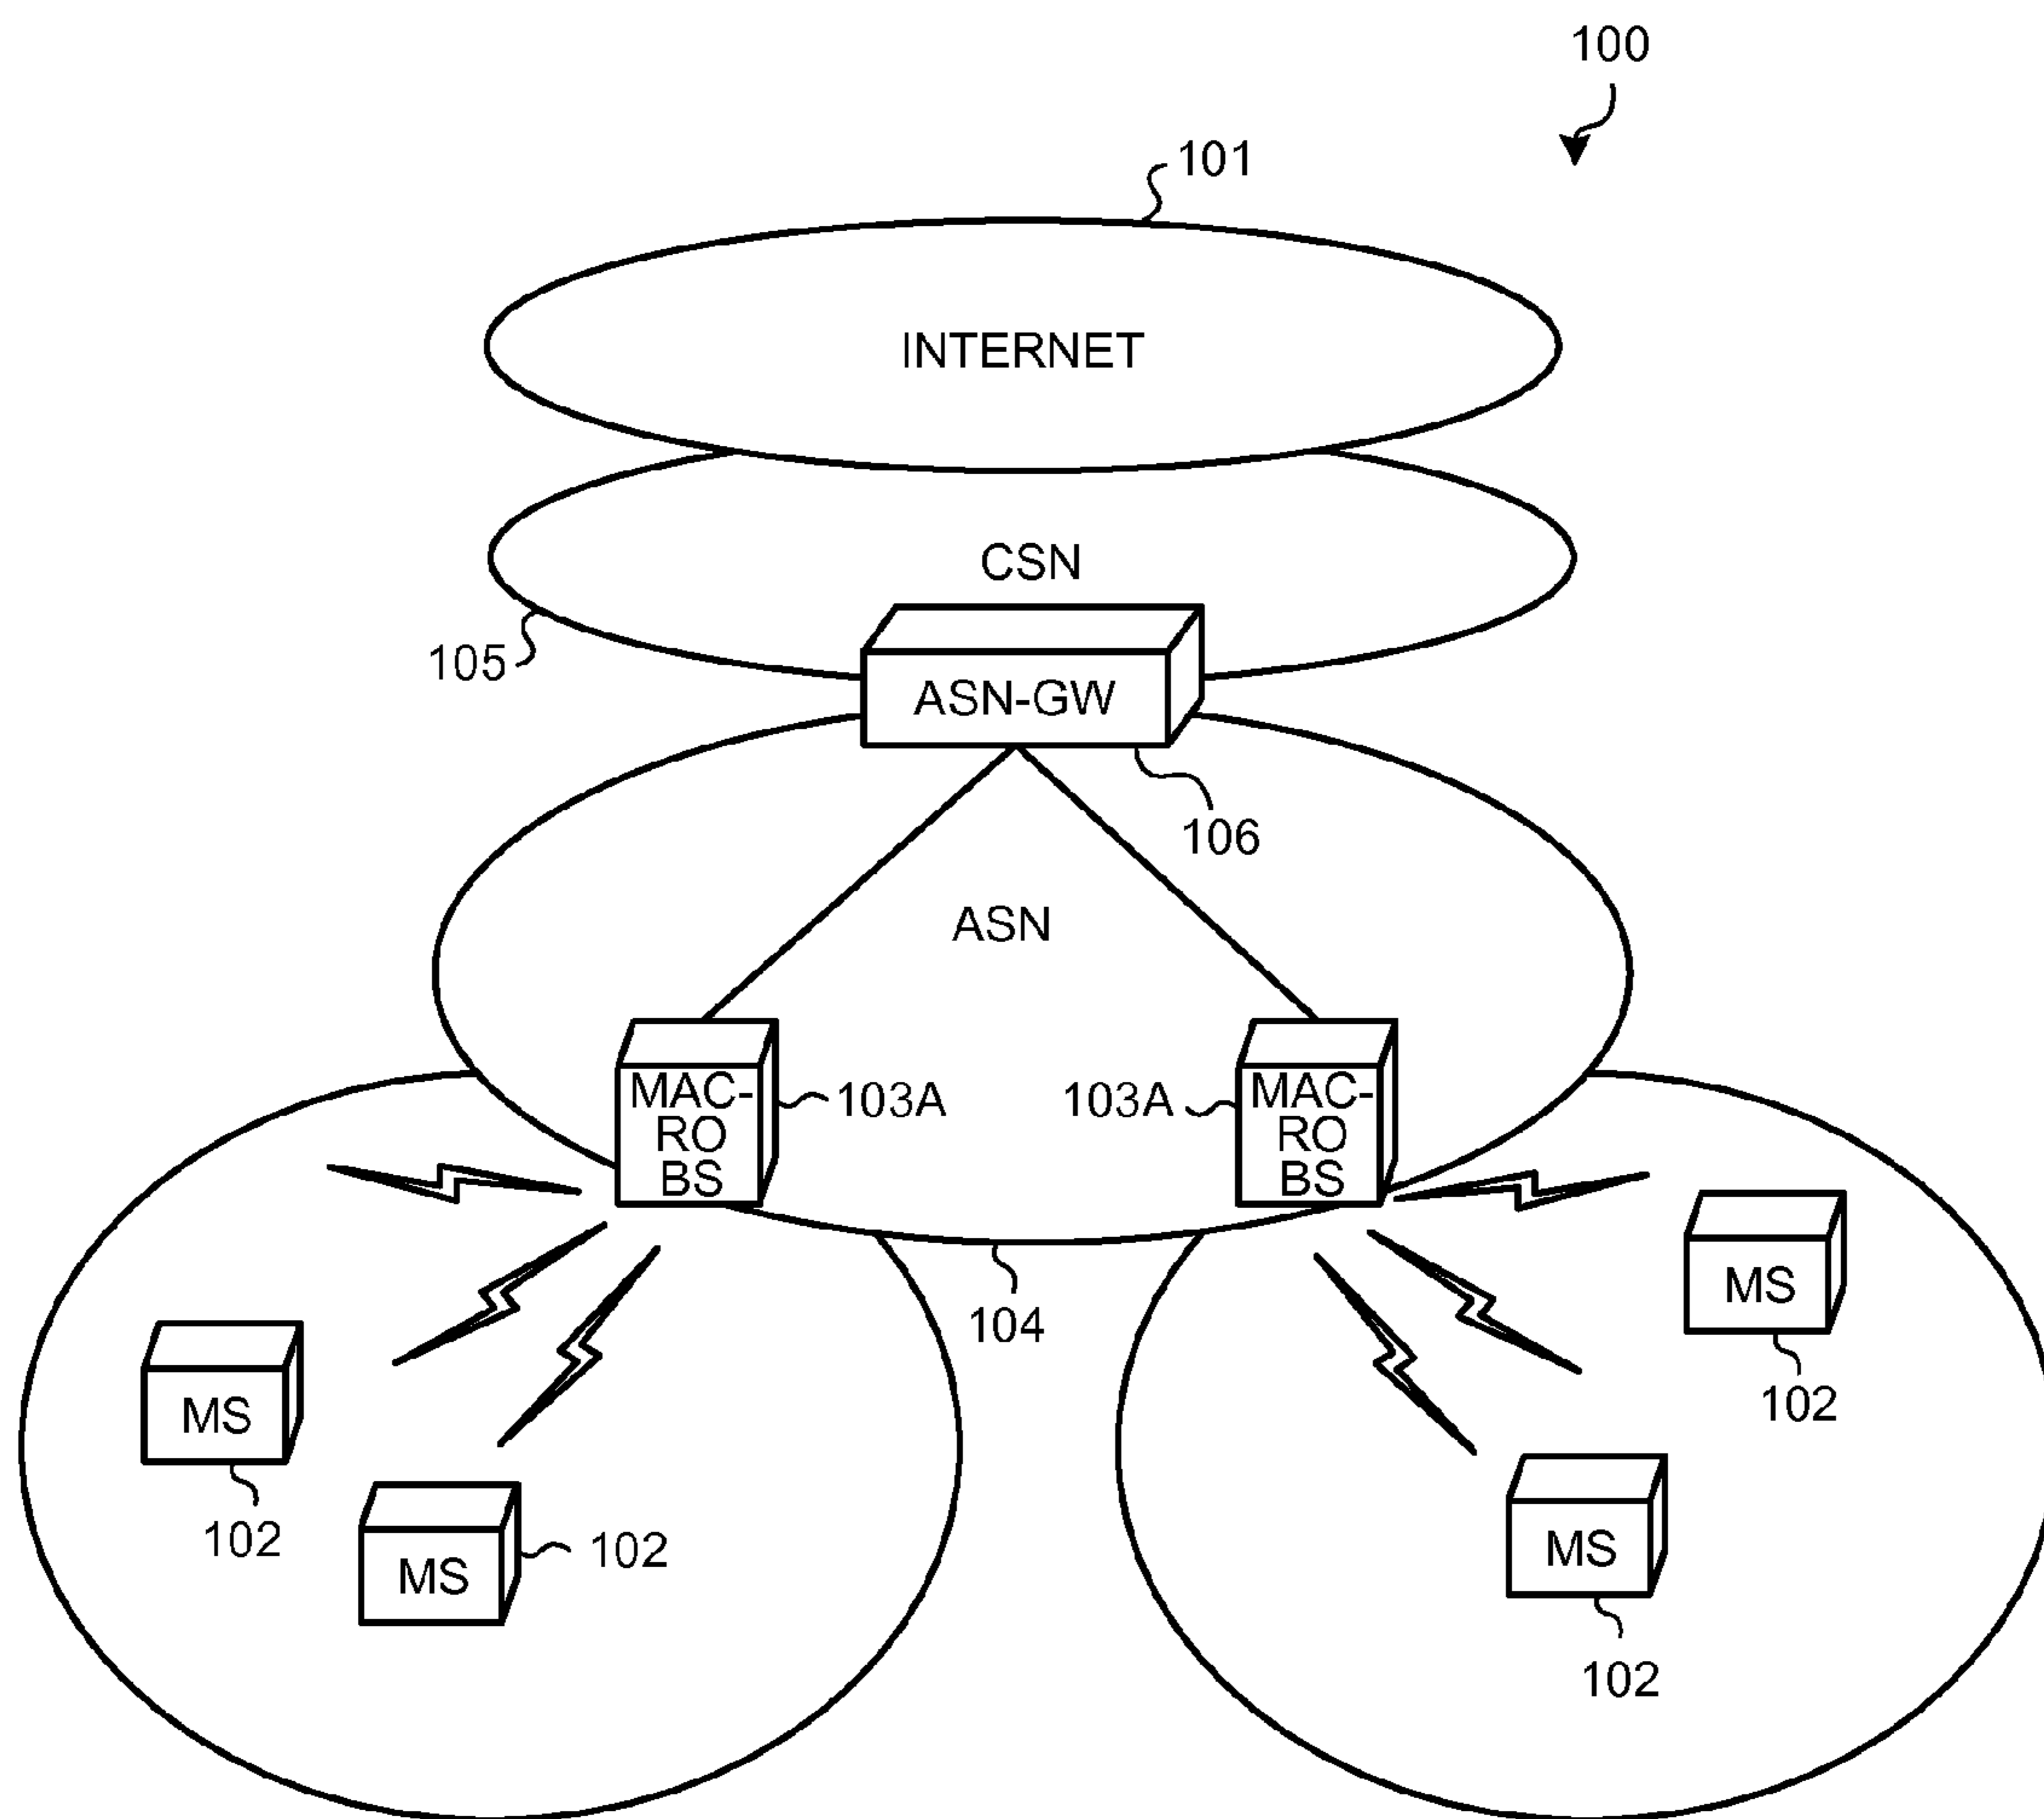 100
101
INTERNET
CSN
105
ASN-GW
106
ASN
MAC-
RO
BS
103A
103A
MAC-
RO
BS
104
MS
102
MS
102
MS
102
MS
102